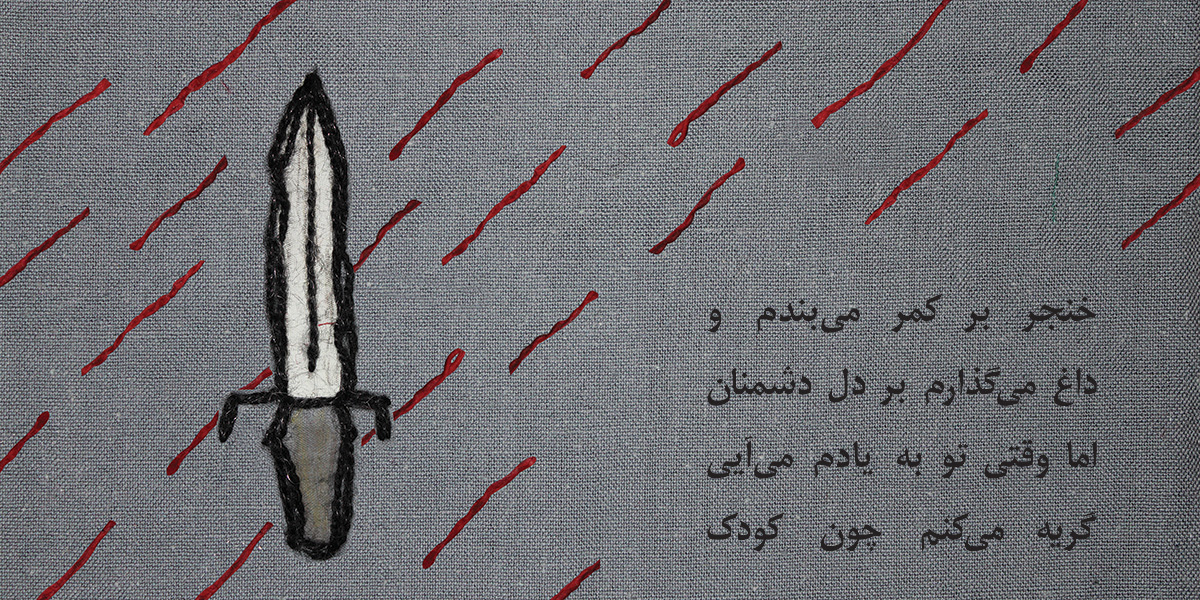 خنجر بر کمر می‌بندم و
داغ می‌گذارم بر دل دشمنان
اما وقتی تو به یادم می‌آیی
گریه می‌کنم چون کودک